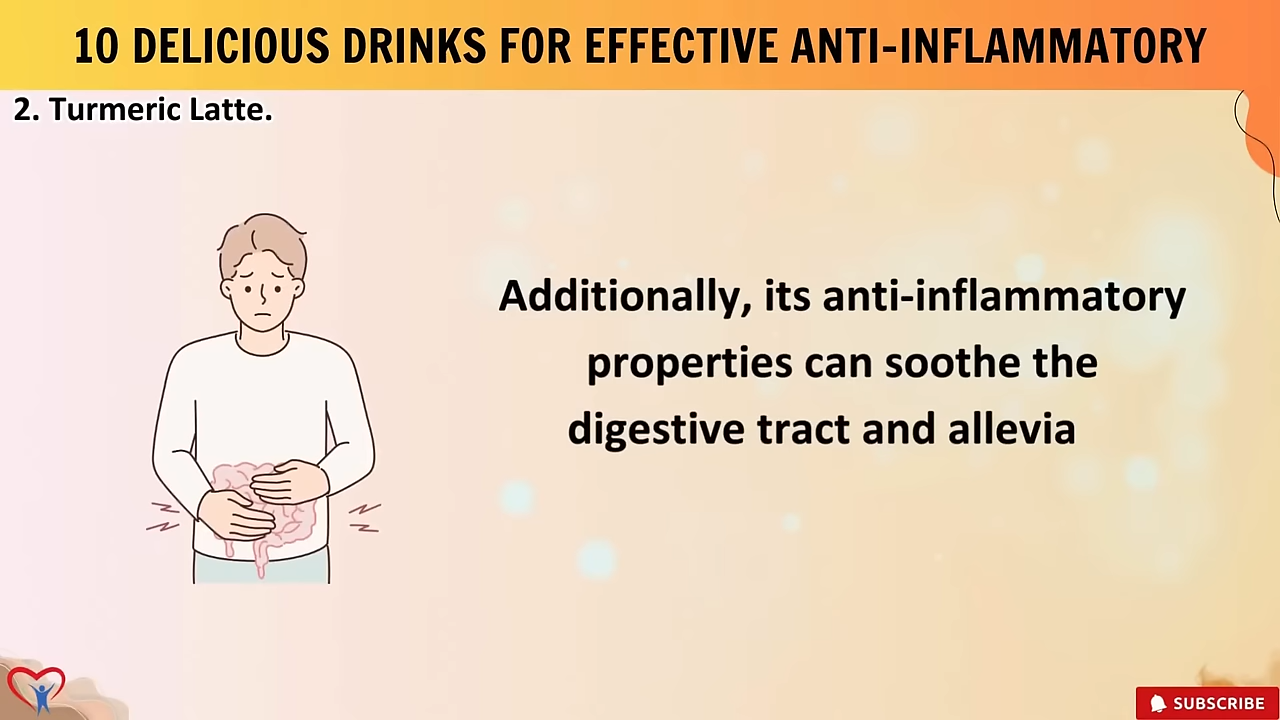 10 DELICIOUS DRINKS FOR EFFECTIVE ANTI-INFLAMMATORY
2. Turmeric Latte.
Additionally, its anti-inflammatory
properties can soothe the
digestive tract and allevia
SUBSCRIBE